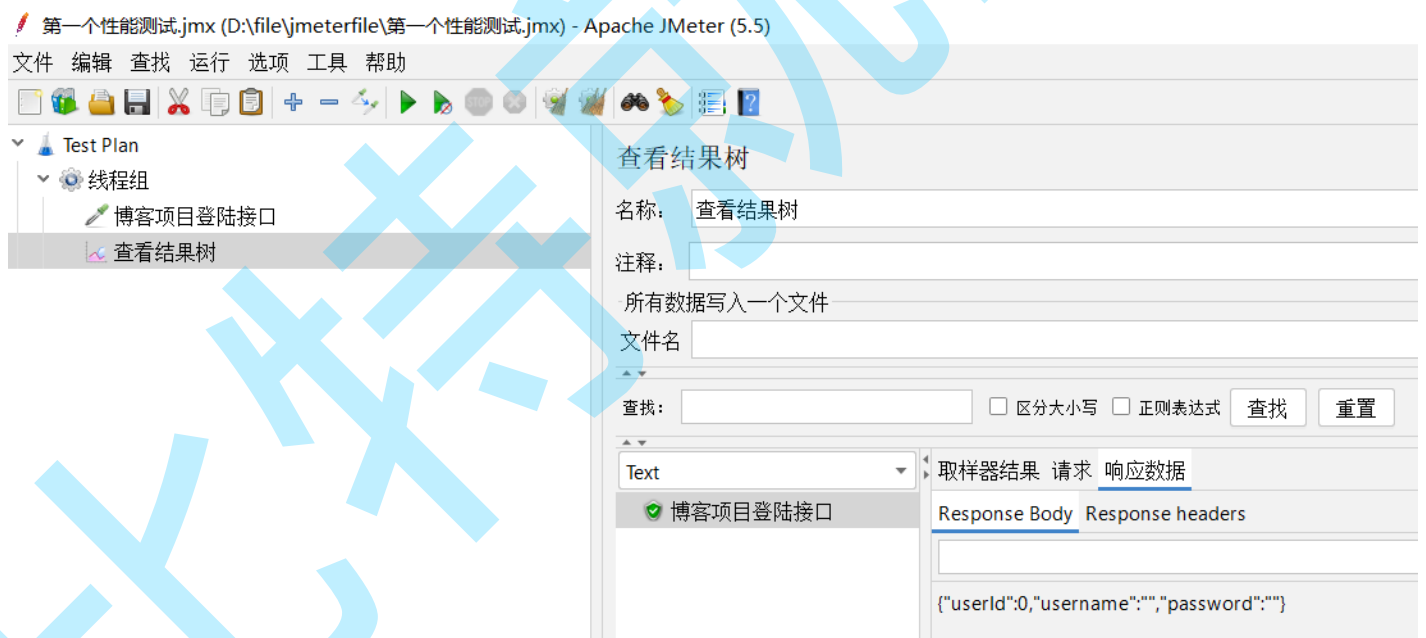 第一个性能测试.jmx (D:\file\jmeterfile\第一个性能测试.jmx) - Apache JMeter (5.5)
文件 编辑 查找 运行 选项 工具 帮助
STOP
Test Plan
线程组
博客项目登陆接口
查看结果树
查看结果树
名称： 查看结果树
注释：
所有数据写入一个文件
文件名
查找： 区分大小写 正则表达式 查找 重置
Text
博客项目登陆接口
取样器结果 请求 响应数据
Response Body Response headers
{"userId":0,"username":"","password":""}
比特就